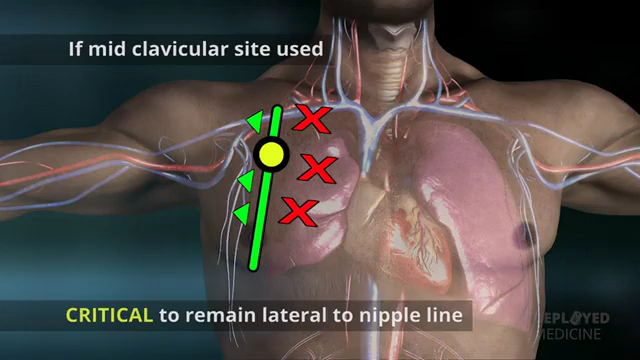 If mid clavicular site used
CRITICAL to remain lateral to nipple line
DEPLOYED
MEDICINE